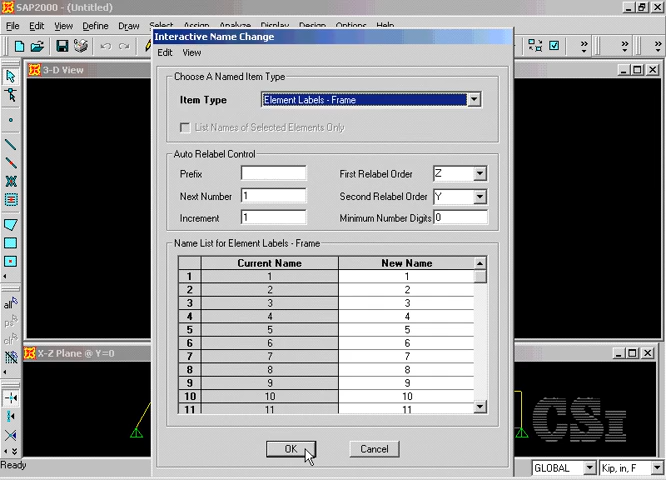 SAP2000 - (Untitled)
File Edit View Define Draw Select Assign Analyze Display Design Options Help
Interactive Name Change
Edit View
3-D View
Choose A Named Item Type
Item Type Element Labels - Frame
List Names of Selected Elements Only
Auto Relabel Control
Prefix First Relabel Order Z
Next Number 1 Second Relabel Order Y
Increment 1 Minimum Number Digits 0
Name List for Element Labels - Frame
Current Name New Name
1 1 1
2 2 2
3 3 3
4 4 4
5 5 5
6 6 6
7 7 7
8 8 8
9 9 9
10 10 10
11 11 11
all
ps
clr
X-Z Plane @ Y=0
CSi
OK Cancel
Ready
GLOBAL Kip, in, F